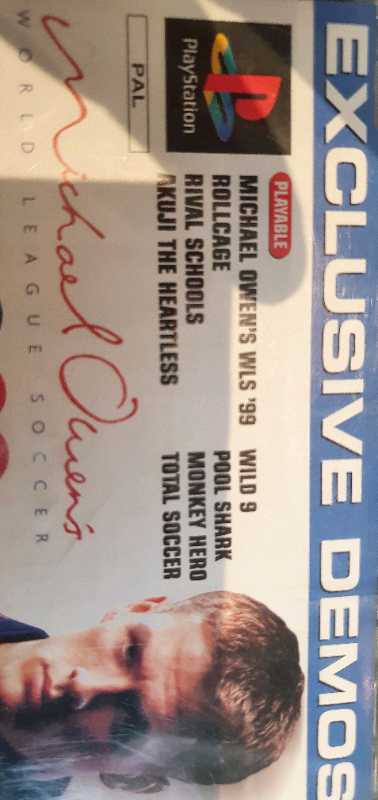 EXCLUSIVE DEMOS
PlayStation
PAL
PLAYABLE
MICHAEL OWEN'S WLS '99
ROLLCAGE
RIVAL SCHOOLS
AKUJI THE HEARTLESS
WILD 9
POOL SHARK
MONKEY HERO
TOTAL SOCCER
Michael Owen's
WORLD LEAGUE SOCCER